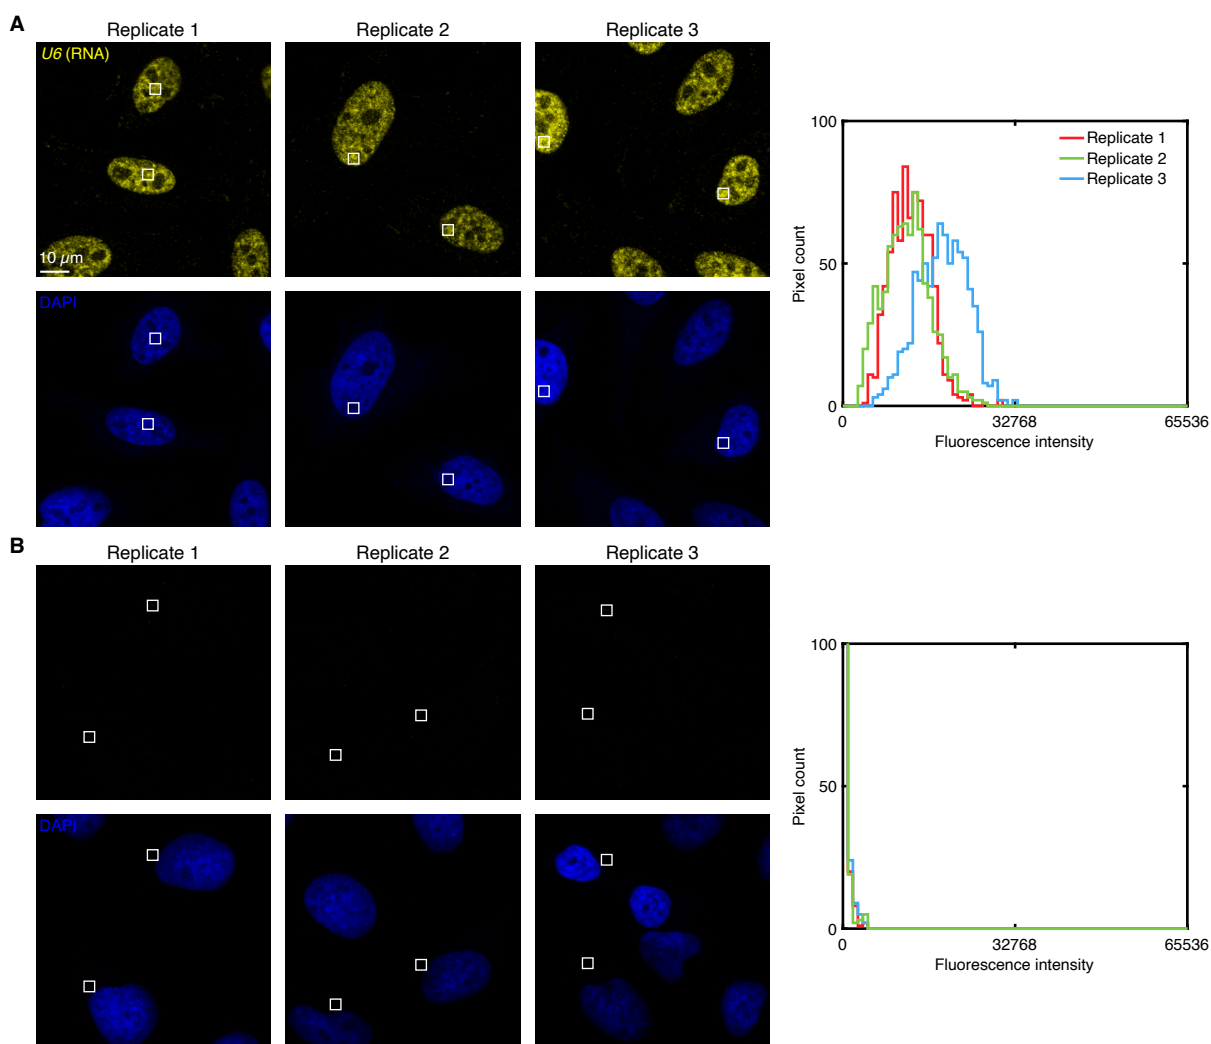 A
Replicate 1
Replicate 2
Replicate 3
U6 (RNA)
10 µm
DAPI
100
50
0
Pixel count
Replicate 1
Replicate 2
Replicate 3
0
32768
65536
Fluorescence intensity
B
Replicate 1
Replicate 2
Replicate 3
DAPI
100
50
0
Pixel count
0
32768
65536
Fluorescence intensity